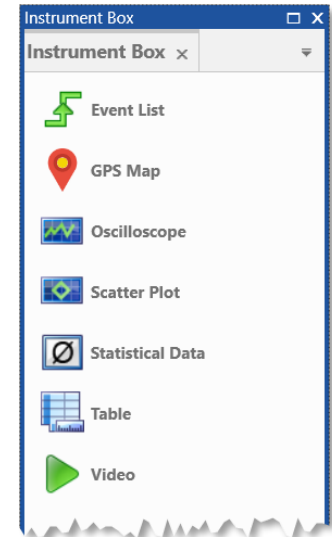 Instrument Box
Instrument Box
Event List
GPS Map
Oscilloscope
Scatter Plot
Statistical Data
Table
Video